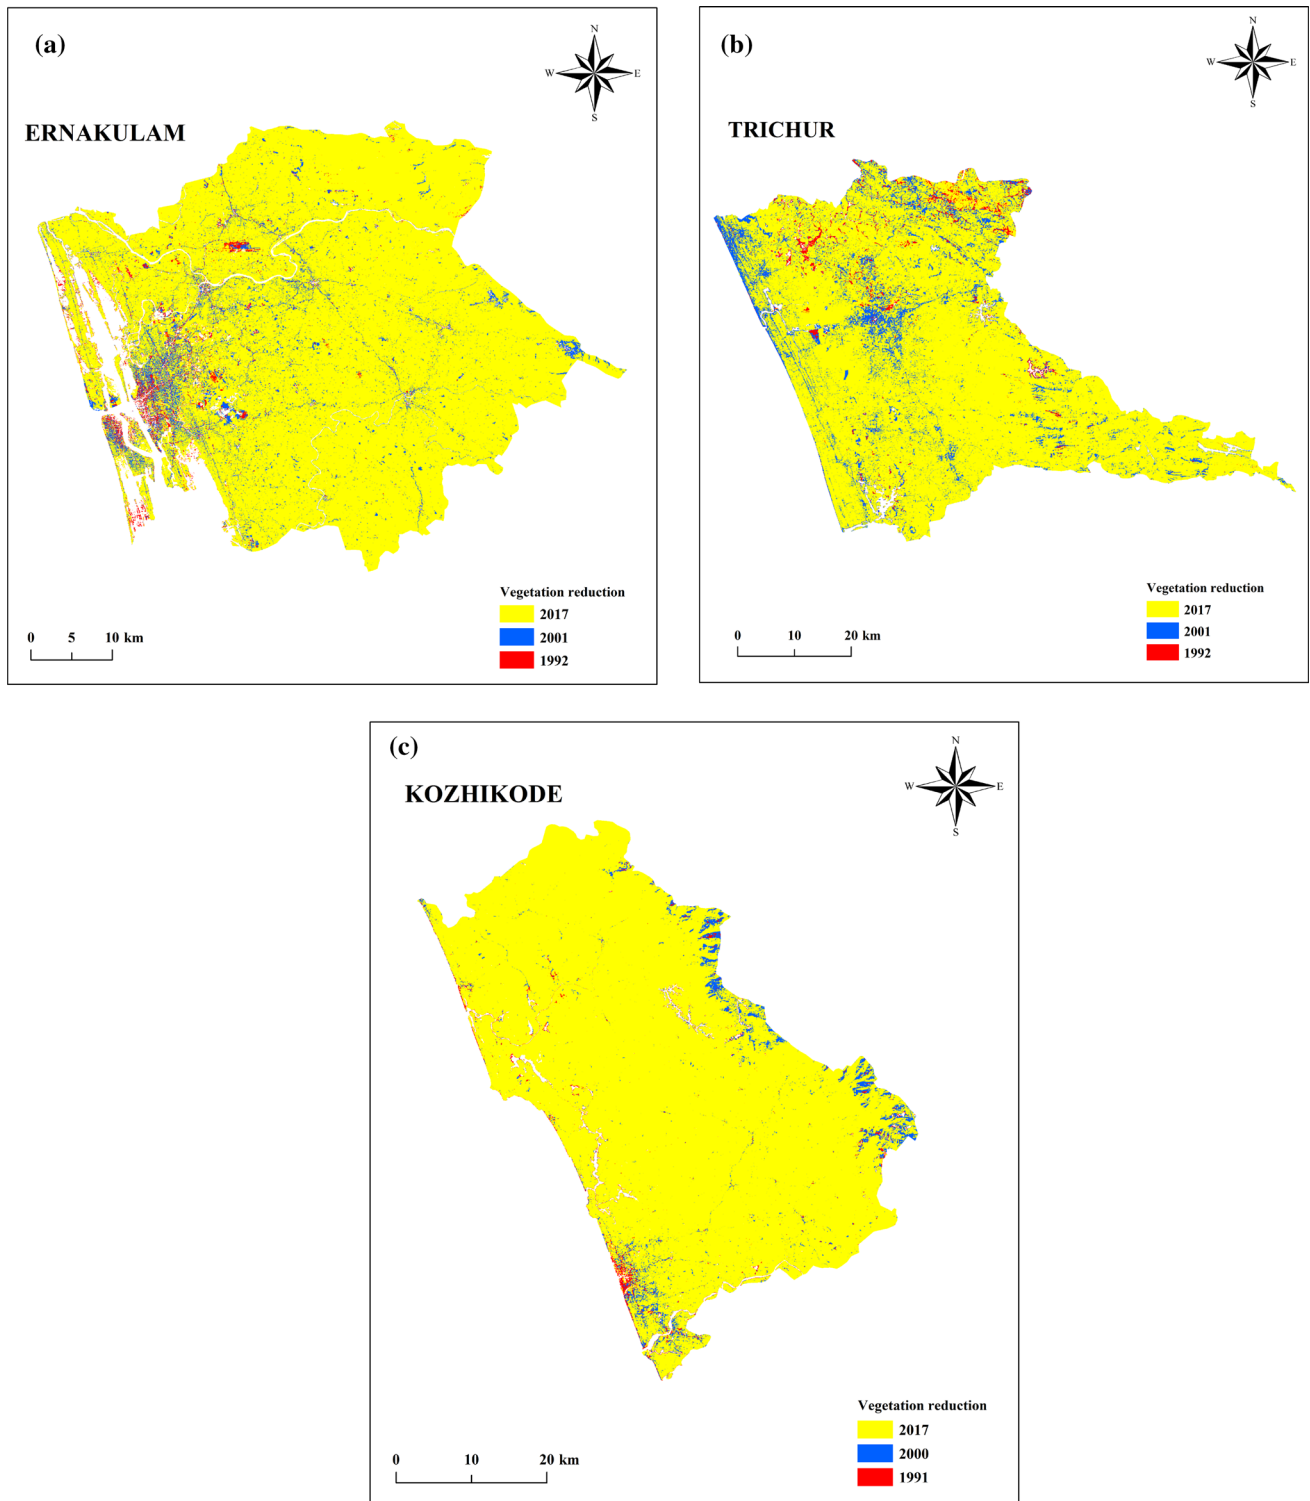 (a)
N
W E
S
ERNAKULAM
Vegetation reduction
2017
2001
1992
0 5 10 km
(b)
N
W E
S
TRICHUR
Vegetation reduction
2017
2001
1992
0 10 20 km
(c)
N
W E
S
KOZHIKODE
Vegetation reduction
2017
2000
1991
0 10 20 km